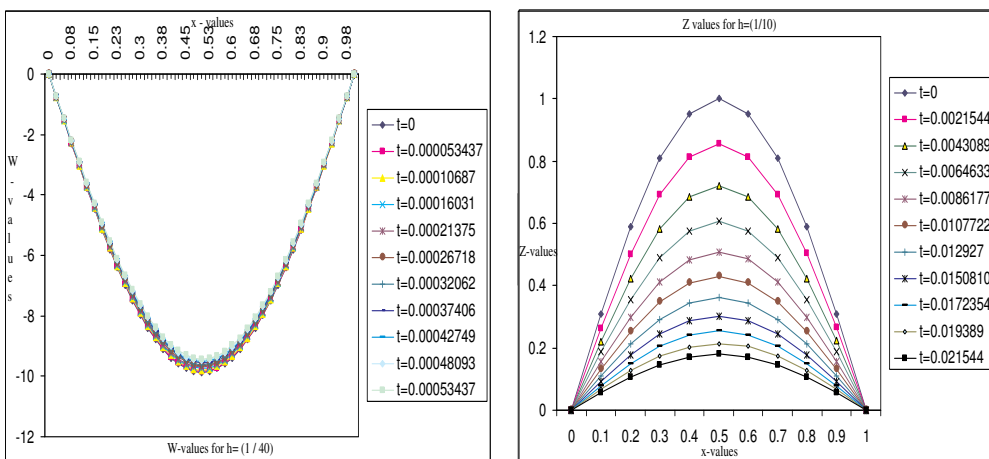 x - values
0 0.08 0.15 0.23 0.3 0.38 0.45 0.53 0.6 0.68 0.75 0.83 0.9 0.98
0
-2
-4
-6
-8
-10
-12
W-values
t=0
t=0.000053437
t=0.00010687
t=0.00016031
t=0.00021375
t=0.00026718
t=0.00032062
t=0.00037406
t=0.00042749
t=0.00048093
t=0.00053437
W-values for h= (1 / 40)
Z values for h=(1/10)
1.2
1
0.8
0.6
0.4
0.2
0
Z-values
0 0.1 0.2 0.3 0.4 0.5 0.6 0.7 0.8 0.9 1
x-values
t=0
t=0.0021544
t=0.0043089
t=0.0064633
t=0.0086177
t=0.0107722
t=0.012927
t=0.0150810
t=0.0172354
t=0.019389
t=0.021544